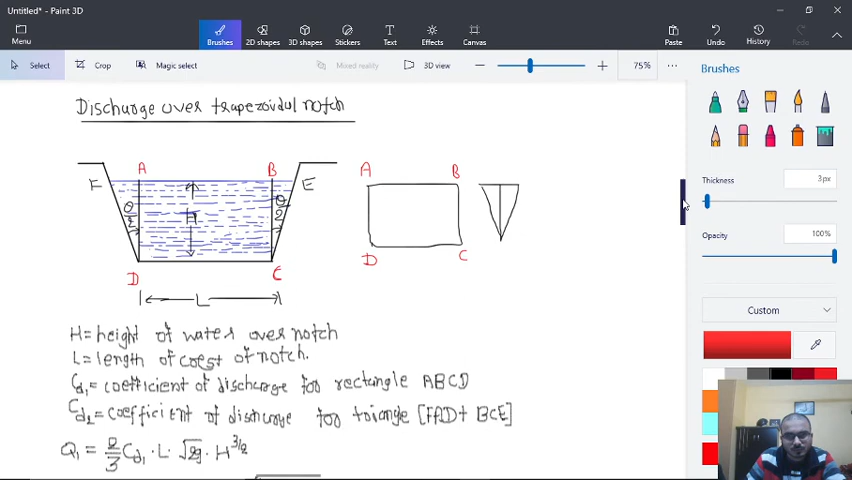 Untitled* - Paint 3D
Menu
Brushes
2D shapes
3D shapes
Stickers
Text
Effects
Canvas
Paste
Undo
History
Redo
Select
Crop
Magic select
Mixed reality
3D view
75%
Brushes
Discharge over trapezoidal notch
Thickness
3px
A B
A B
F E
θ/2 H θ/2
Opacity
100%
D C
D C
L
Custom
H=height of water over notch
L=length of crest of notch.
Cd1=coefficient of discharge for rectangle ABCD
Cd2=coefficient of discharge for triangle [FAD+ BCE]
Q1 = 2/3 Cd1 · L · √2g · H^3/2